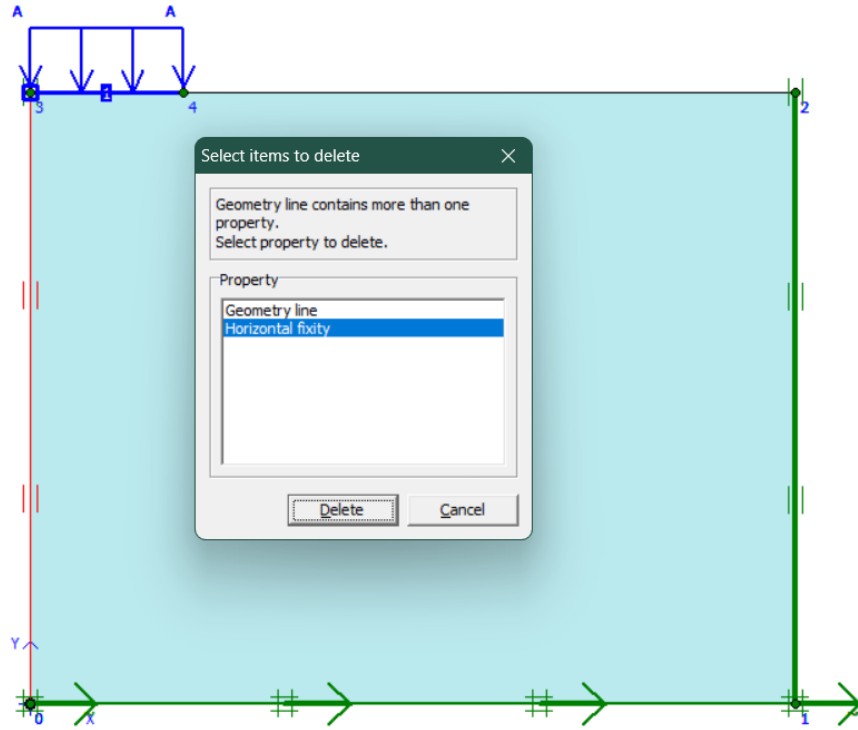 A A
3 4 2
Select items to delete
Geometry line contains more than one
property.
Select property to delete.
Property
Geometry line
Horizontal fixity
Delete Cancel
Y
0 X 1